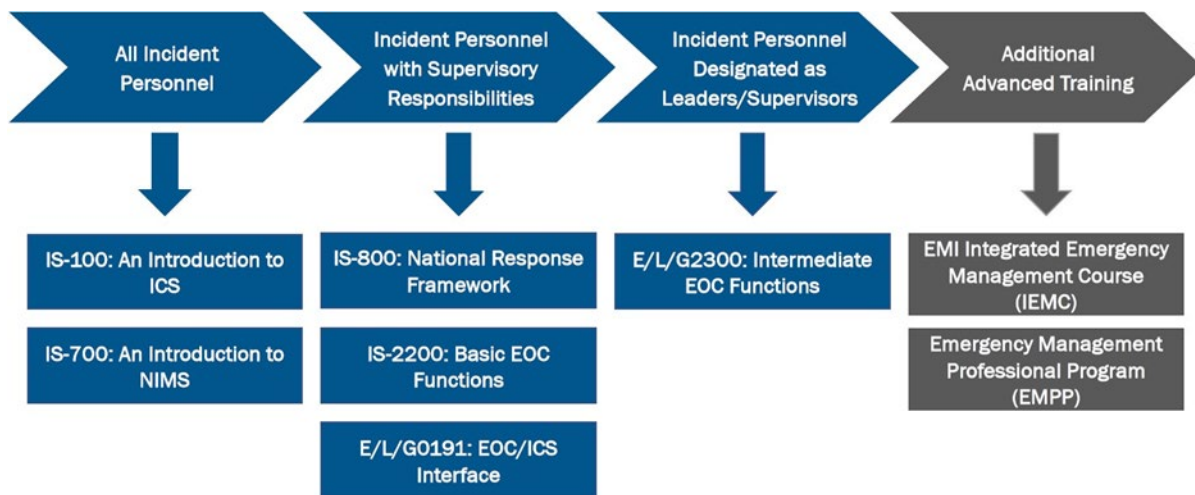 All Incident
Personnel
Incident Personnel
with Supervisory
Responsibilities
Incident Personnel
Designated as
Leaders/Supervisors
Additional
Advanced Training
IS-100: An Introduction to
ICS
IS-700: An Introduction to
NIMS
IS-800: National Response
Framework
IS-2200: Basic EOC
Functions
E/L/G0191: EOC/ICS
Interface
E/L/G2300: Intermediate
EOC Functions
EMI Integrated Emergency
Management Course
(IEMC)
Emergency Management
Professional Program
(EMPP)